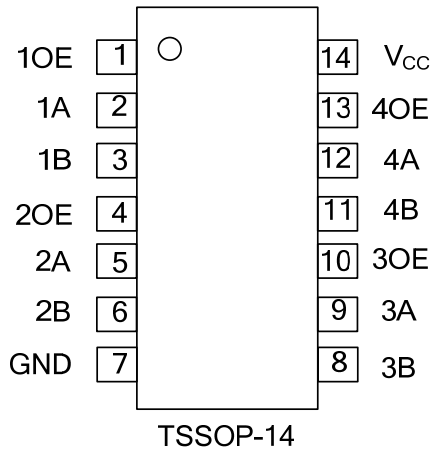 1OE 1 14 VCC
1A 2 13 4OE
1B 3 12 4A
2OE 4 11 4B
2A 5 10 3OE
2B 6 9 3A
GND 7 8 3B
TSSOP-14